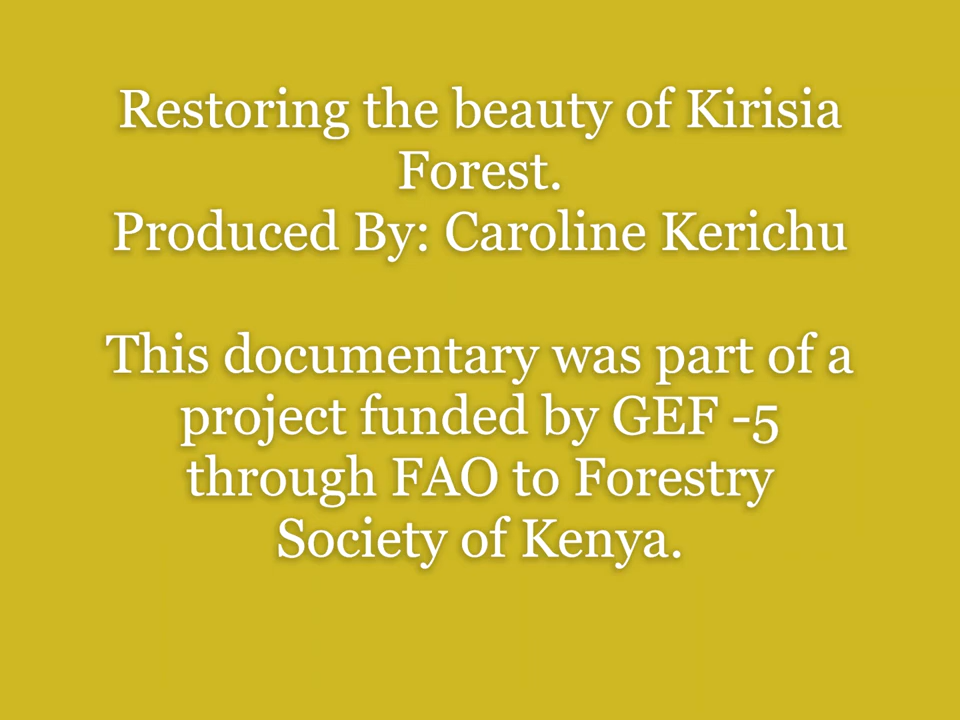 Restoring the beauty of Kirisia
Forest.
Produced By: Caroline Kerichu
This documentary was part of a
project funded by GEF -5
through FAO to Forestry
Society of Kenya.